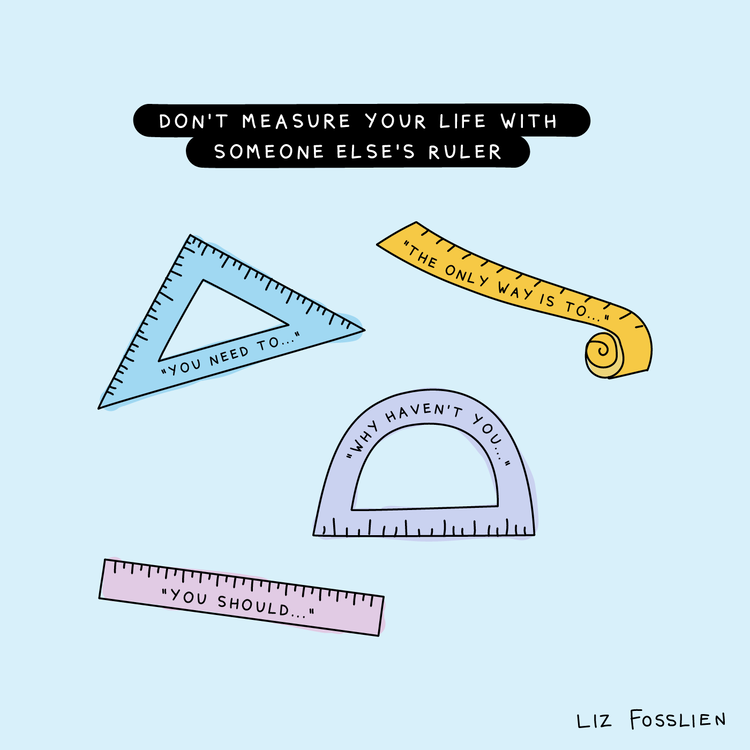 DON'T MEASURE YOUR LIFE WITH
SOMEONE ELSE'S RULER
"YOU NEED TO..."
"THE ONLY WAY IS TO..."
"WHY HAVEN'T YOU..."
"YOU SHOULD..."
LIZ FOSSLIEN